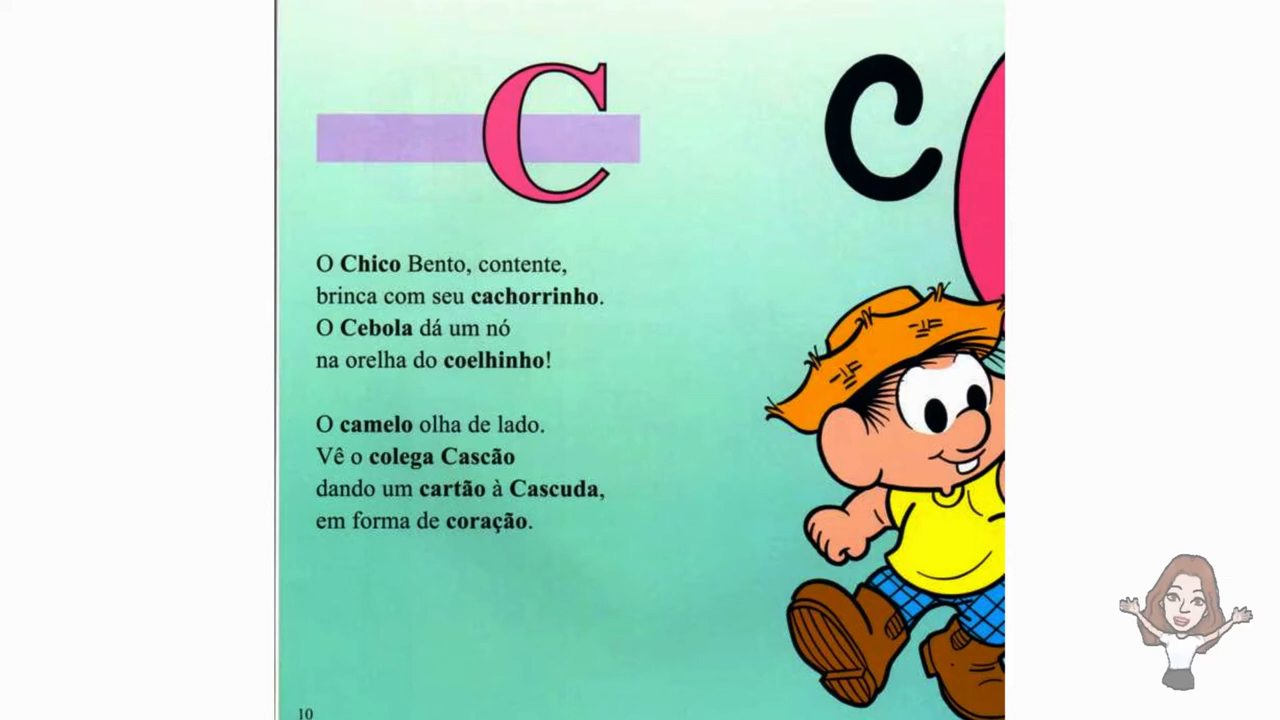 C
C
O Chico Bento, contente,
brinca com seu cachorrinho.
O Cebola dá um nó
na orelha do coelhinho!
O camelo olha de lado.
Vê o colega Cascão
dando um cartão à Cascuda,
em forma de coração.
10